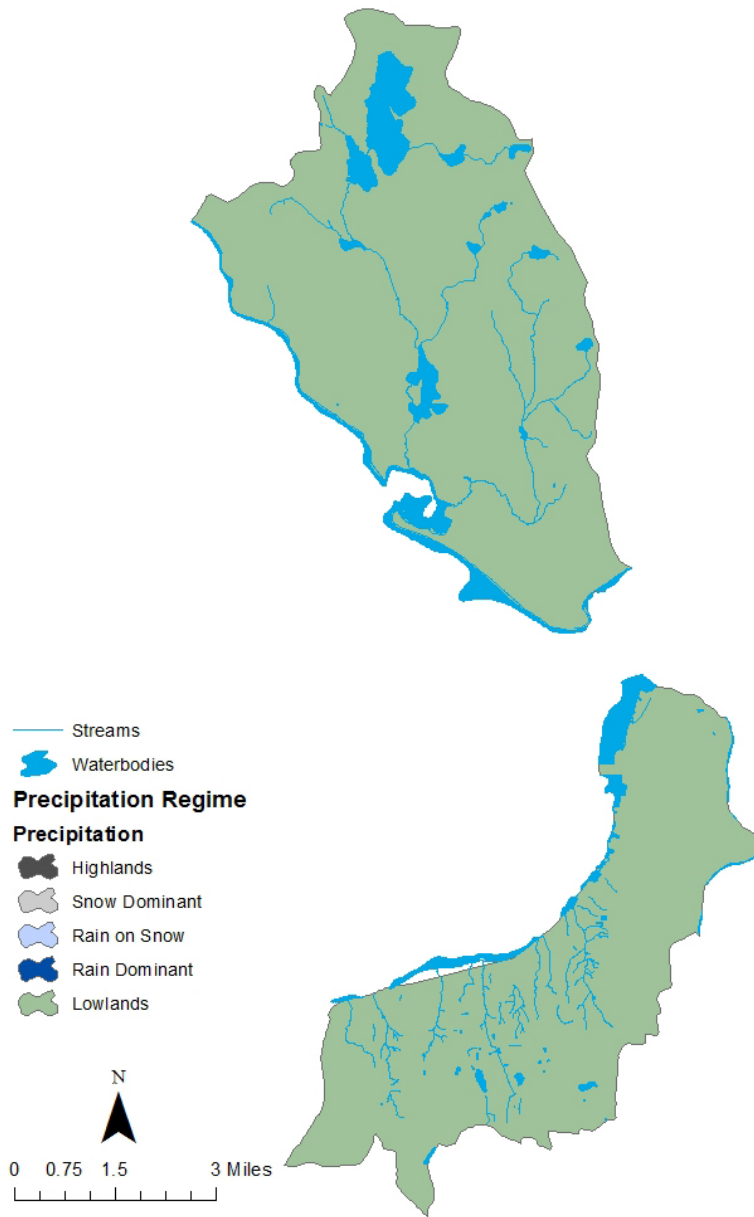 Streams
Waterbodies
Precipitation Regime
Precipitation
Highlands
Snow Dominant
Rain on Snow
Rain Dominant
Lowlands
N
0 0.75 1.5 3 Miles